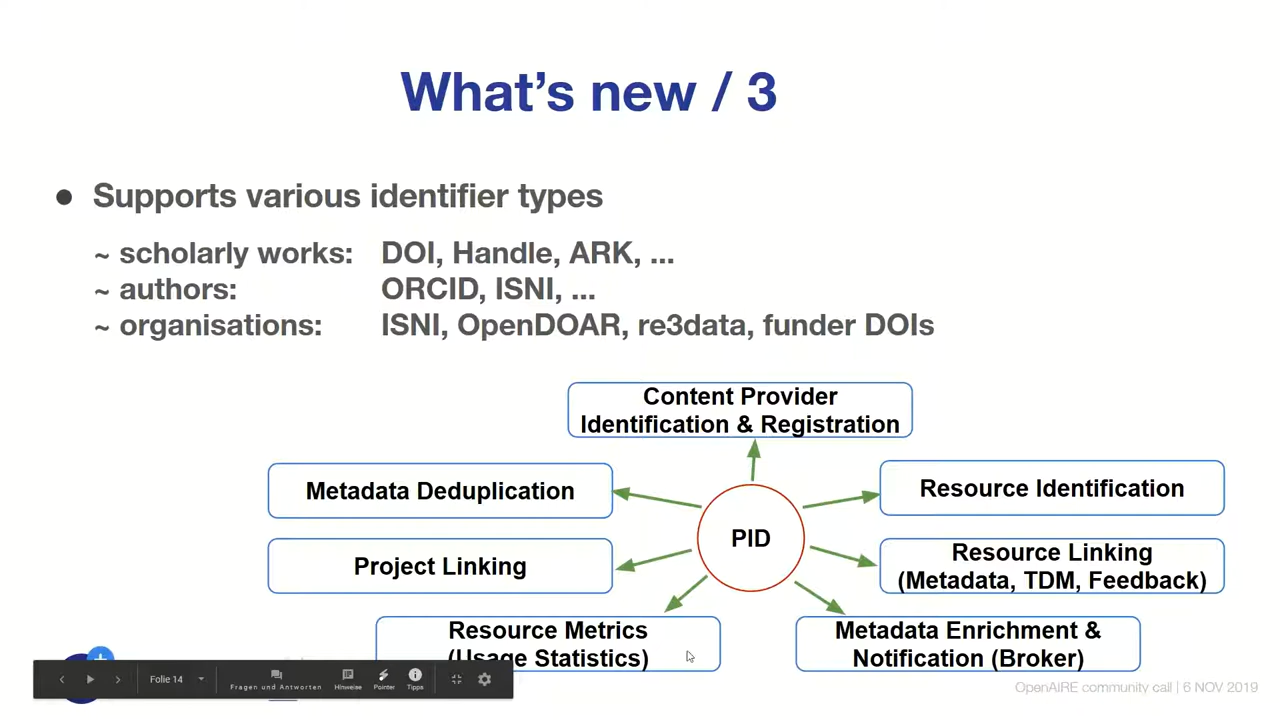 What's new / 3
● Supports various identifier types
~ scholarly works: DOI, Handle, ARK, ...
~ authors: ORCID, ISNI, ...
~ organisations: ISNI, OpenDOAR, re3data, funder DOIs
Content Provider
Identification & Registration
Metadata Deduplication
Resource Identification
PID
Project Linking
Resource Linking
(Metadata, TDM, Feedback)
Resource Metrics
(Usage Statistics)
Metadata Enrichment &
Notification (Broker)
Folie 14
Fragen und Antworten
Hinweise
Pointer
Tipps
OpenAIRE community call | 6 NOV 2019